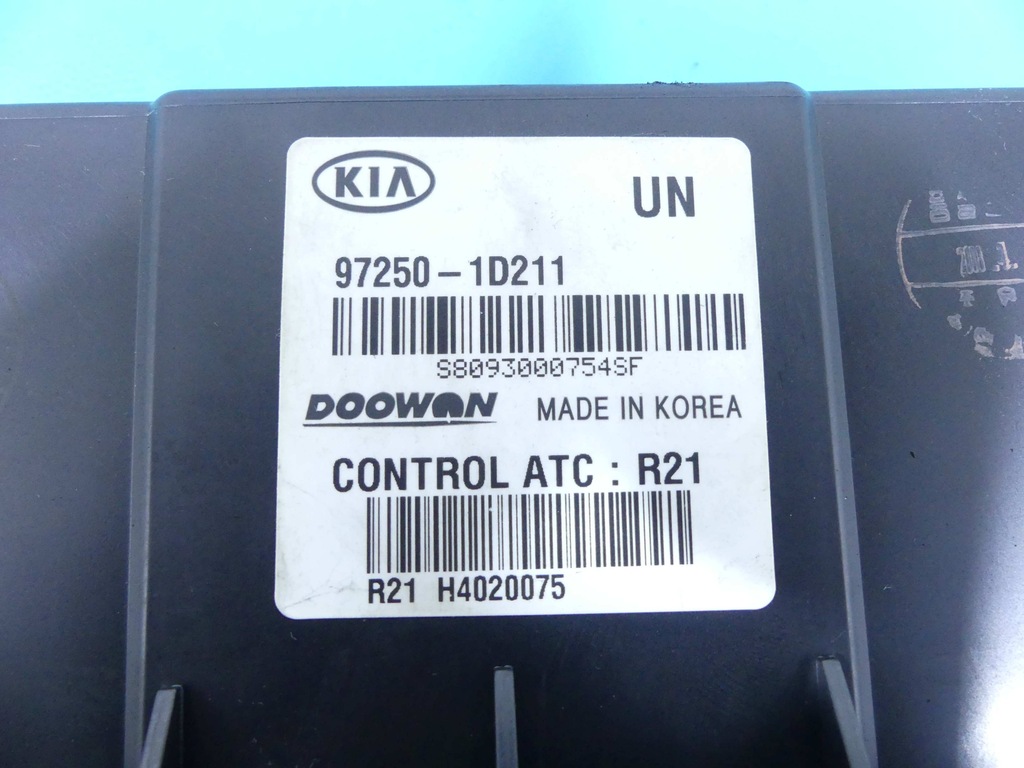 KIA
UN
97250-1D211
S8093000754SF
DOOWON MADE IN KOREA
CONTROL ATC : R21
R21 H4020075